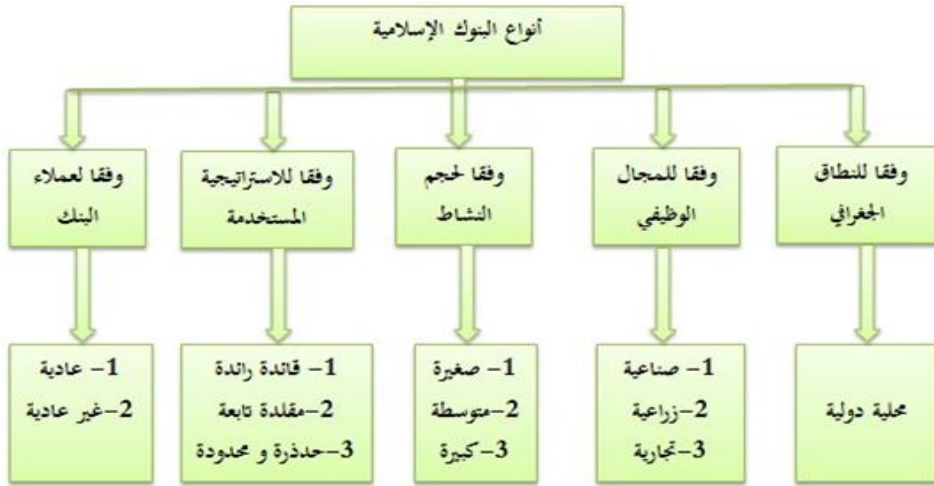 أنواع البنوك الإسلامية
وفقا للنطاق
الجغرافي
وفقا للمجال
الوظيفي
وفقا لحجم
النشاط
وفقا للاستراتيجية
المستخدمة
وفقا لعملاء
البنك
محلية دولية
1- صناعية
2-زراعية
3-تجارية
1- صغيرة
2-متوسطة
3-كبيرة
1- قائدة رائدة
2-مقلدة تابعة
3-حدذرة و محدودة
1- عادية
2-غير عادية